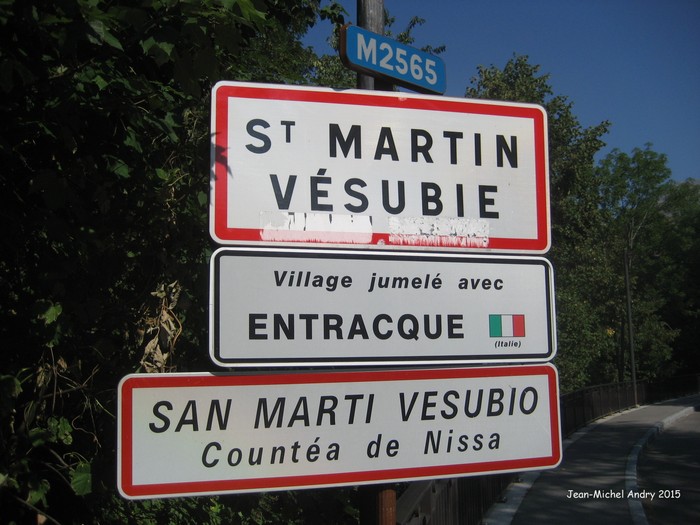 M2565
ST MARTIN
VÉSUBIE
Village jumelé avec
ENTRACQUE
(Italie)
SAN MARTI VESUBIO
Countéa de Nissa
Jean-Michel Andry 2015